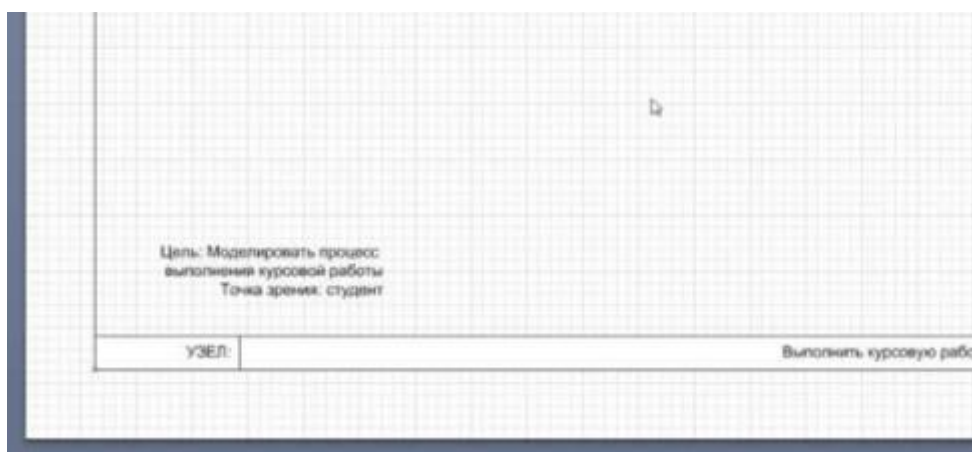 Цель: Моделировать процесс
выполнения курсовой работы
Точка зрения: студент
УЗЕЛ:
Выполнить курсовую рабо